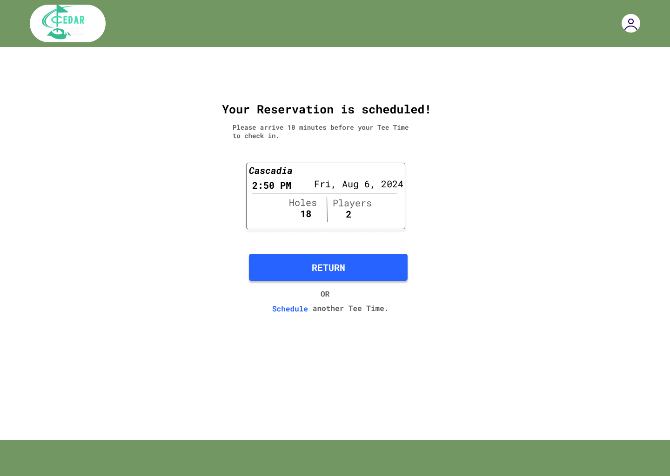 CEDAR
Your Reservation is scheduled!
Please arrive 10 minutes before your Tee Time
to check in.
Cascadia
2:50 PM Fri, Aug 6, 2024
Holes Players
18 2
RETURN
OR
Schedule another Tee Time.